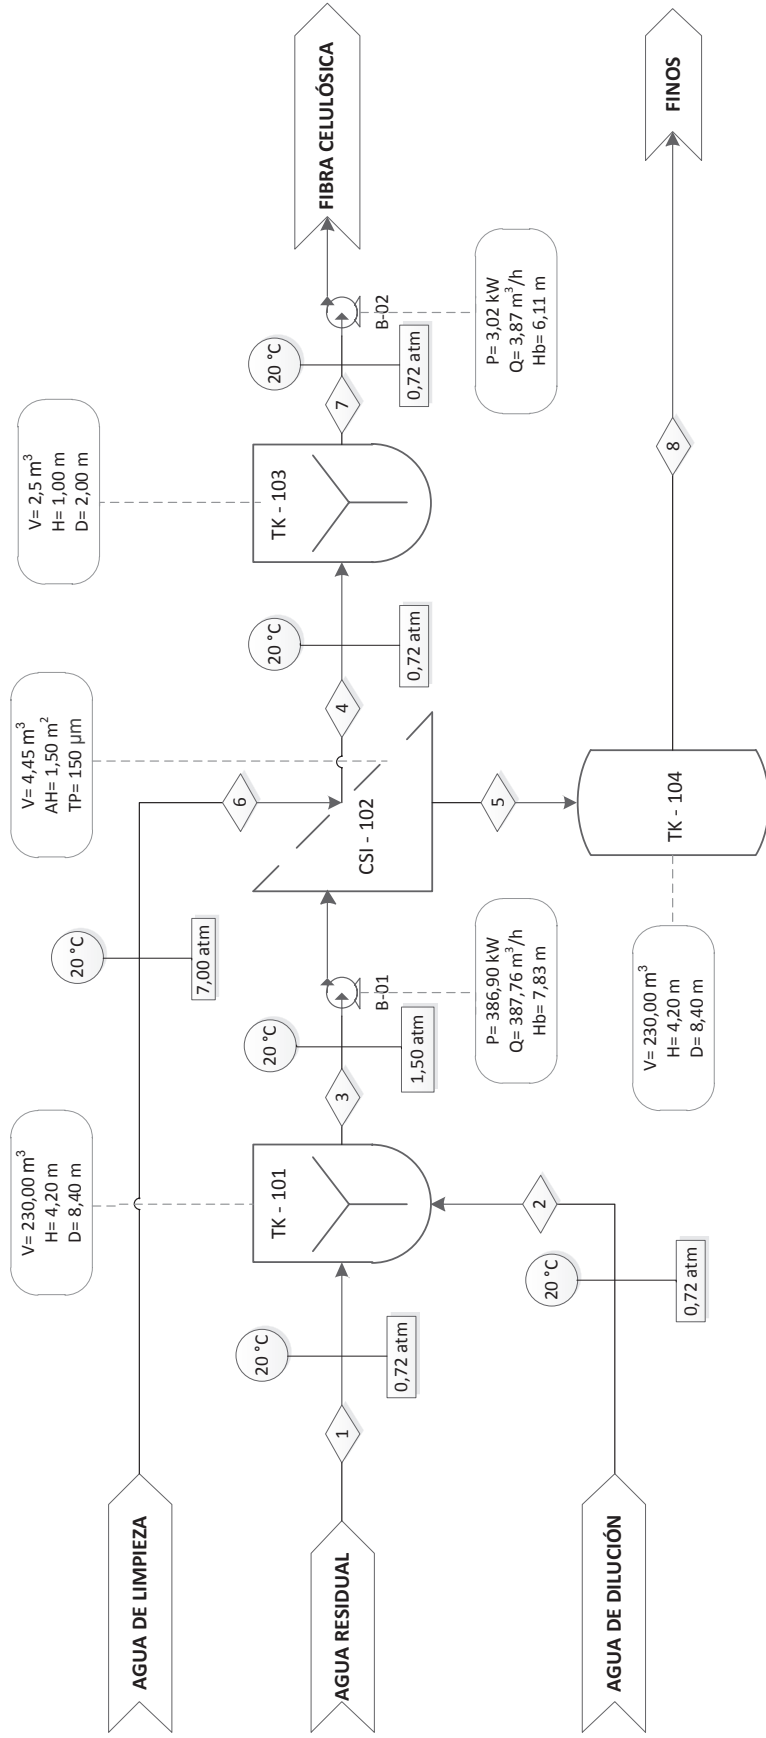 AGUA DE LIMPIEZA
20 °C
7,00 atm
6
V= 4,45 m³
AH= 1,50 m²
TP= 150 µm
V= 230,00 m³
H= 4,20 m
D= 8,40 m
V= 2,5 m³
H= 1,00 m
D= 2,00 m
AGUA RESIDUAL
1
20 °C
0,72 atm
TK - 101
3
20 °C
1,50 atm
B-01
P= 386,90 kW
Q= 387,76 m³/h
Hb= 7,83 m
CSI - 102
4
20 °C
0,72 atm
TK - 103
7
20 °C
0,72 atm
B-02
P= 3,02 kW
Q= 3,87 m³/h
Hb= 6,11 m
FIBRA CELULÓSICA
AGUA DE DILUCIÓN
20 °C
0,72 atm
2
5
V= 230,00 m³
H= 4,20 m
D= 8,40 m
TK - 104
8
FINOS